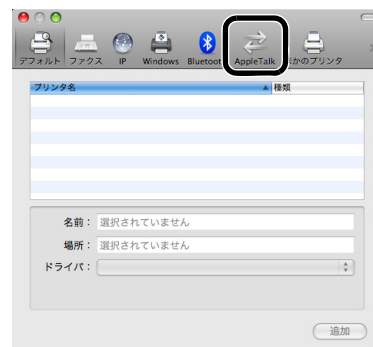 デフォルト ファクス IP Windows Bluetooth AppleTalk ほかのプリンタ
プリンタ名 種類
名前： 選択されていません
場所： 選択されていません
ドライバ：
追加